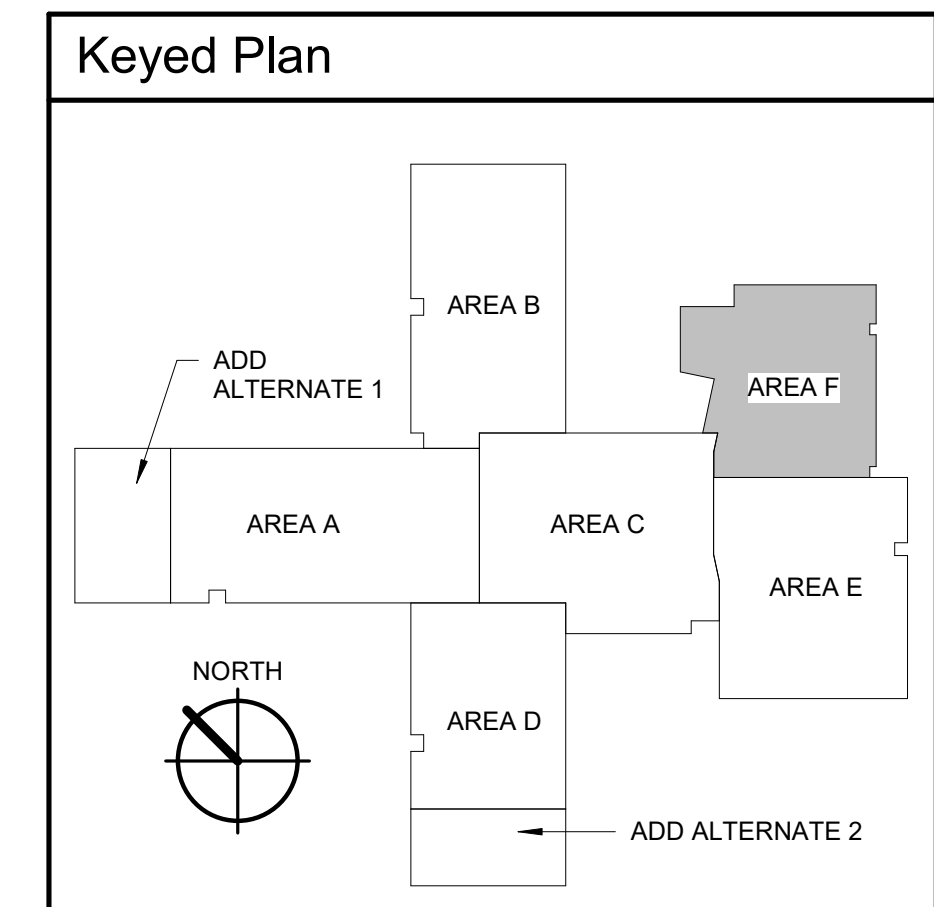 Keyed Plan
AREA B
ADD
ALTERNATE 1
AREA F
AREA A
AREA C
AREA E
NORTH
AREA D
ADD ALTERNATE 2